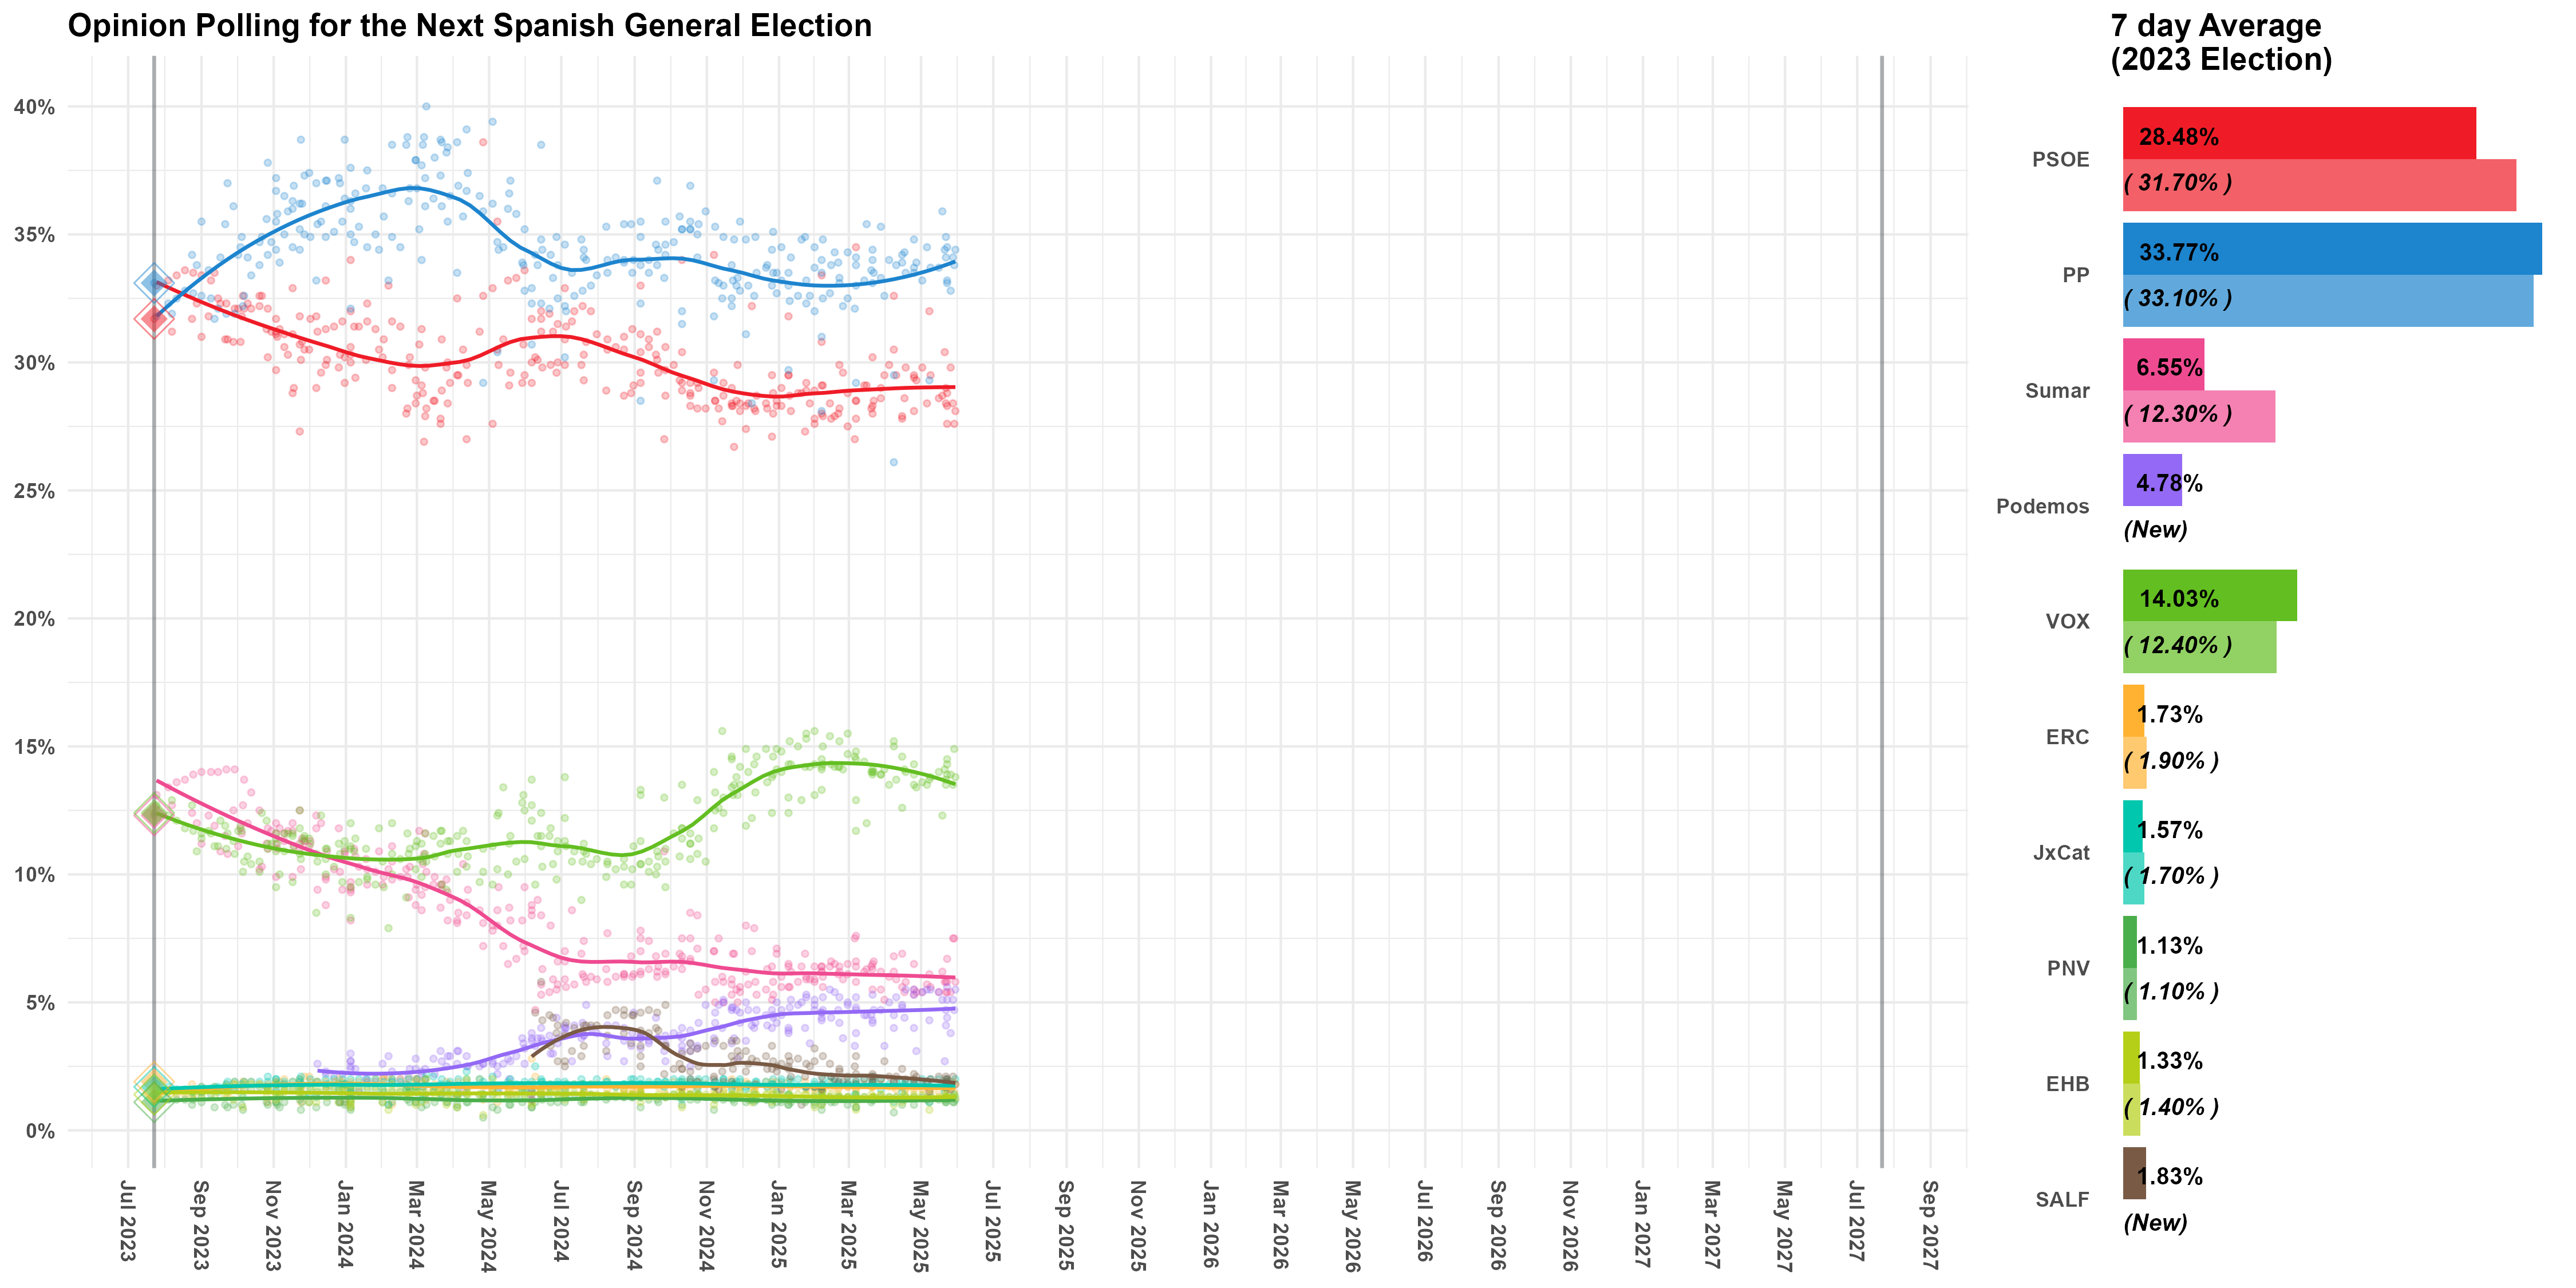 Opinion Polling for the Next Spanish General Election
40%
35%
30%
25%
20%
15%
10%
5%
0%
Jul 2023
Sep 2023
Nov 2023
Jan 2024
Mar 2024
May 2024
Jul 2024
Sep 2024
Nov 2024
Jan 2025
Mar 2025
May 2025
Jul 2025
Sep 2025
Nov 2025
Jan 2026
Mar 2026
May 2026
Jul 2026
Sep 2026
Nov 2026
Jan 2027
Mar 2027
May 2027
Jul 2027
Sep 2027
7 day Average
(2023 Election)
PSOE
28.48%
( 31.70% )
PP
33.77%
( 33.10% )
Sumar
6.55%
( 12.30% )
Podemos
4.78%
(New)
VOX
14.03%
( 12.40% )
ERC
1.73%
( 1.90% )
JxCat
1.57%
( 1.70% )
PNV
1.13%
( 1.10% )
EHB
1.33%
( 1.40% )
SALF
1.83%
(New)